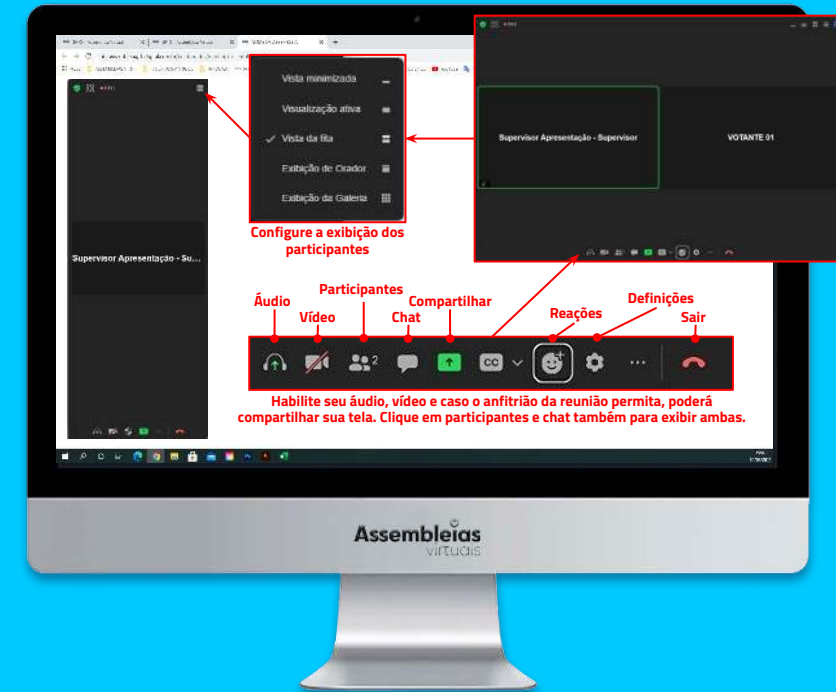 Vista minimizada
Visualização ativa
Vista da fita
Exibição de Orador
Exibição da Galeria
Configure a exibição dos
participantes
Supervisor Apresentação - Supervisor
VOTANTE 01
Supervisor Apresentação - Su...
Áudio
Vídeo
Participantes
Chat
Compartilhar
Reações
Definições
Sair
2
CC
Habilite seu áudio, vídeo e caso o anfitrião da reunião permita, poderá
compartilhar sua tela. Clique em participantes e chat também para exibir ambas.
Assembleias
virtuais